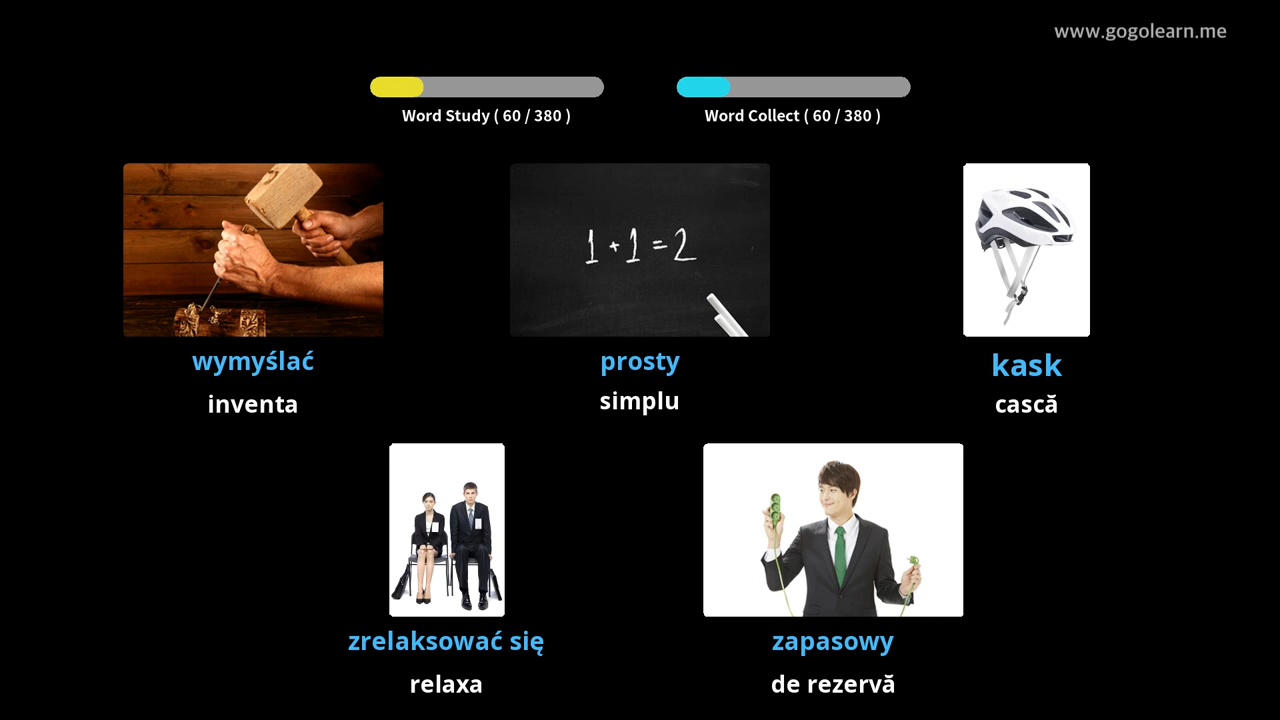 www.gogolearn.me
Word Study ( 60 / 380 )
Word Collect ( 60 / 380 )
1 + 1 = 2
wymyślać
inventa
prosty
simplu
kask
cască
zrelaksować się
relaxa
zapasowy
de rezervă